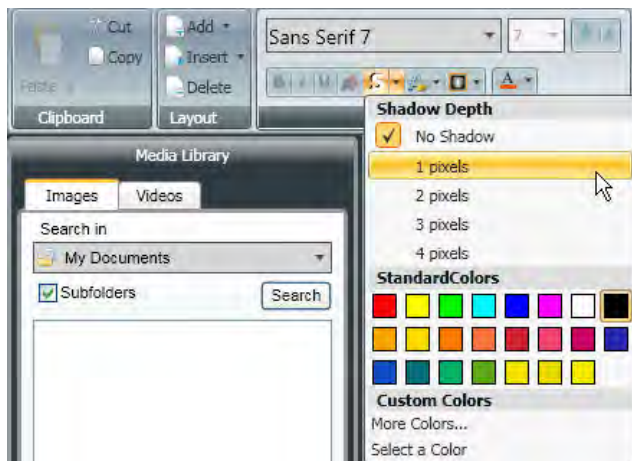 Cut
Copy
Paste
Clipboard
Add
Insert
Delete
Layout
Sans Serif 7
7
B I U
A
Shadow Depth
No Shadow
1 pixels
2 pixels
3 pixels
4 pixels
StandardColors
Custom Colors
More Colors...
Select a Color
Media Library
Images Videos
Search in
My Documents
Subfolders
Search